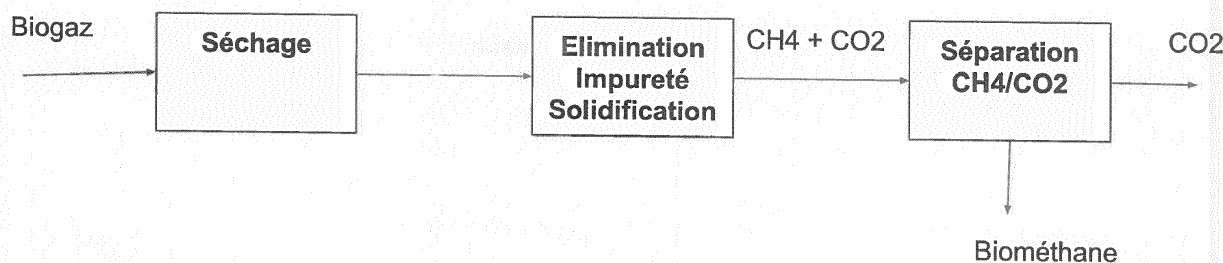 Biogaz
Séchage
Elimination
Impureté
Solidification
CH4 + CO2
Séparation
CH4/CO2
CO2
Biométhane